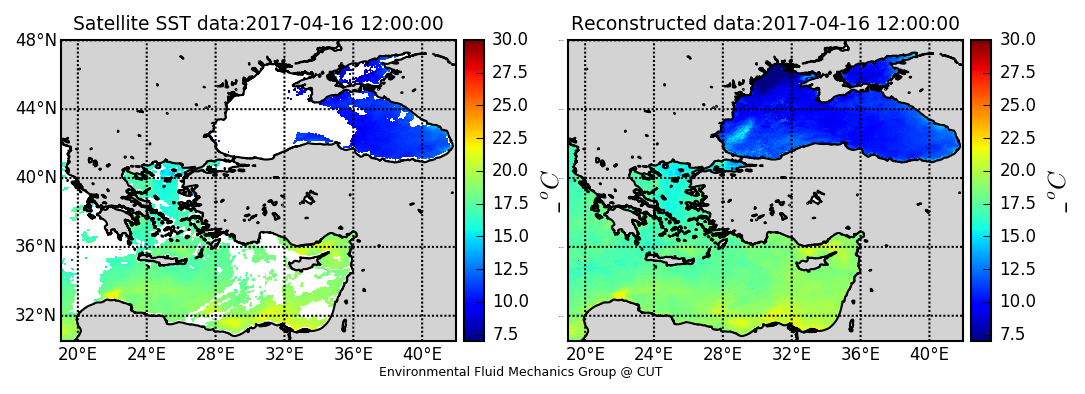 Satellite SST data:2017-04-16 12:00:00
Reconstructed data:2017-04-16 12:00:00
48°N
44°N
40°N
36°N
32°N
20°E 24°E 28°E 32°E 36°E 40°E
30.0
27.5
25.0
22.5
20.0
17.5
15.0
12.5
10.0
7.5
_ °C
20°E 24°E 28°E 32°E 36°E 40°E
30.0
27.5
25.0
22.5
20.0
17.5
15.0
12.5
10.0
7.5
_ °C
Environmental Fluid Mechanics Group @ CUT